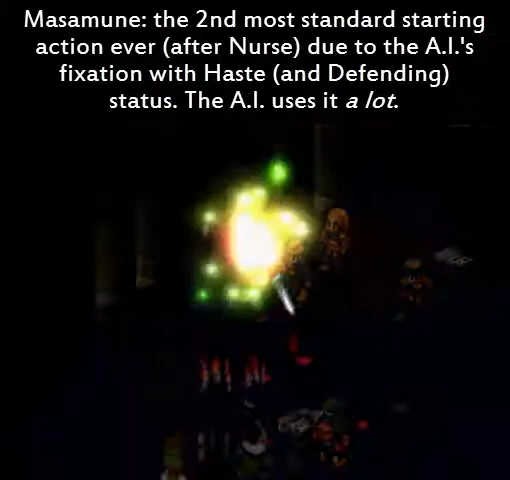 Masamune: the 2nd most standard starting
action ever (after Nurse) due to the A.I.'s
fixation with Haste (and Defending)
status. The A.I. uses it a lot.